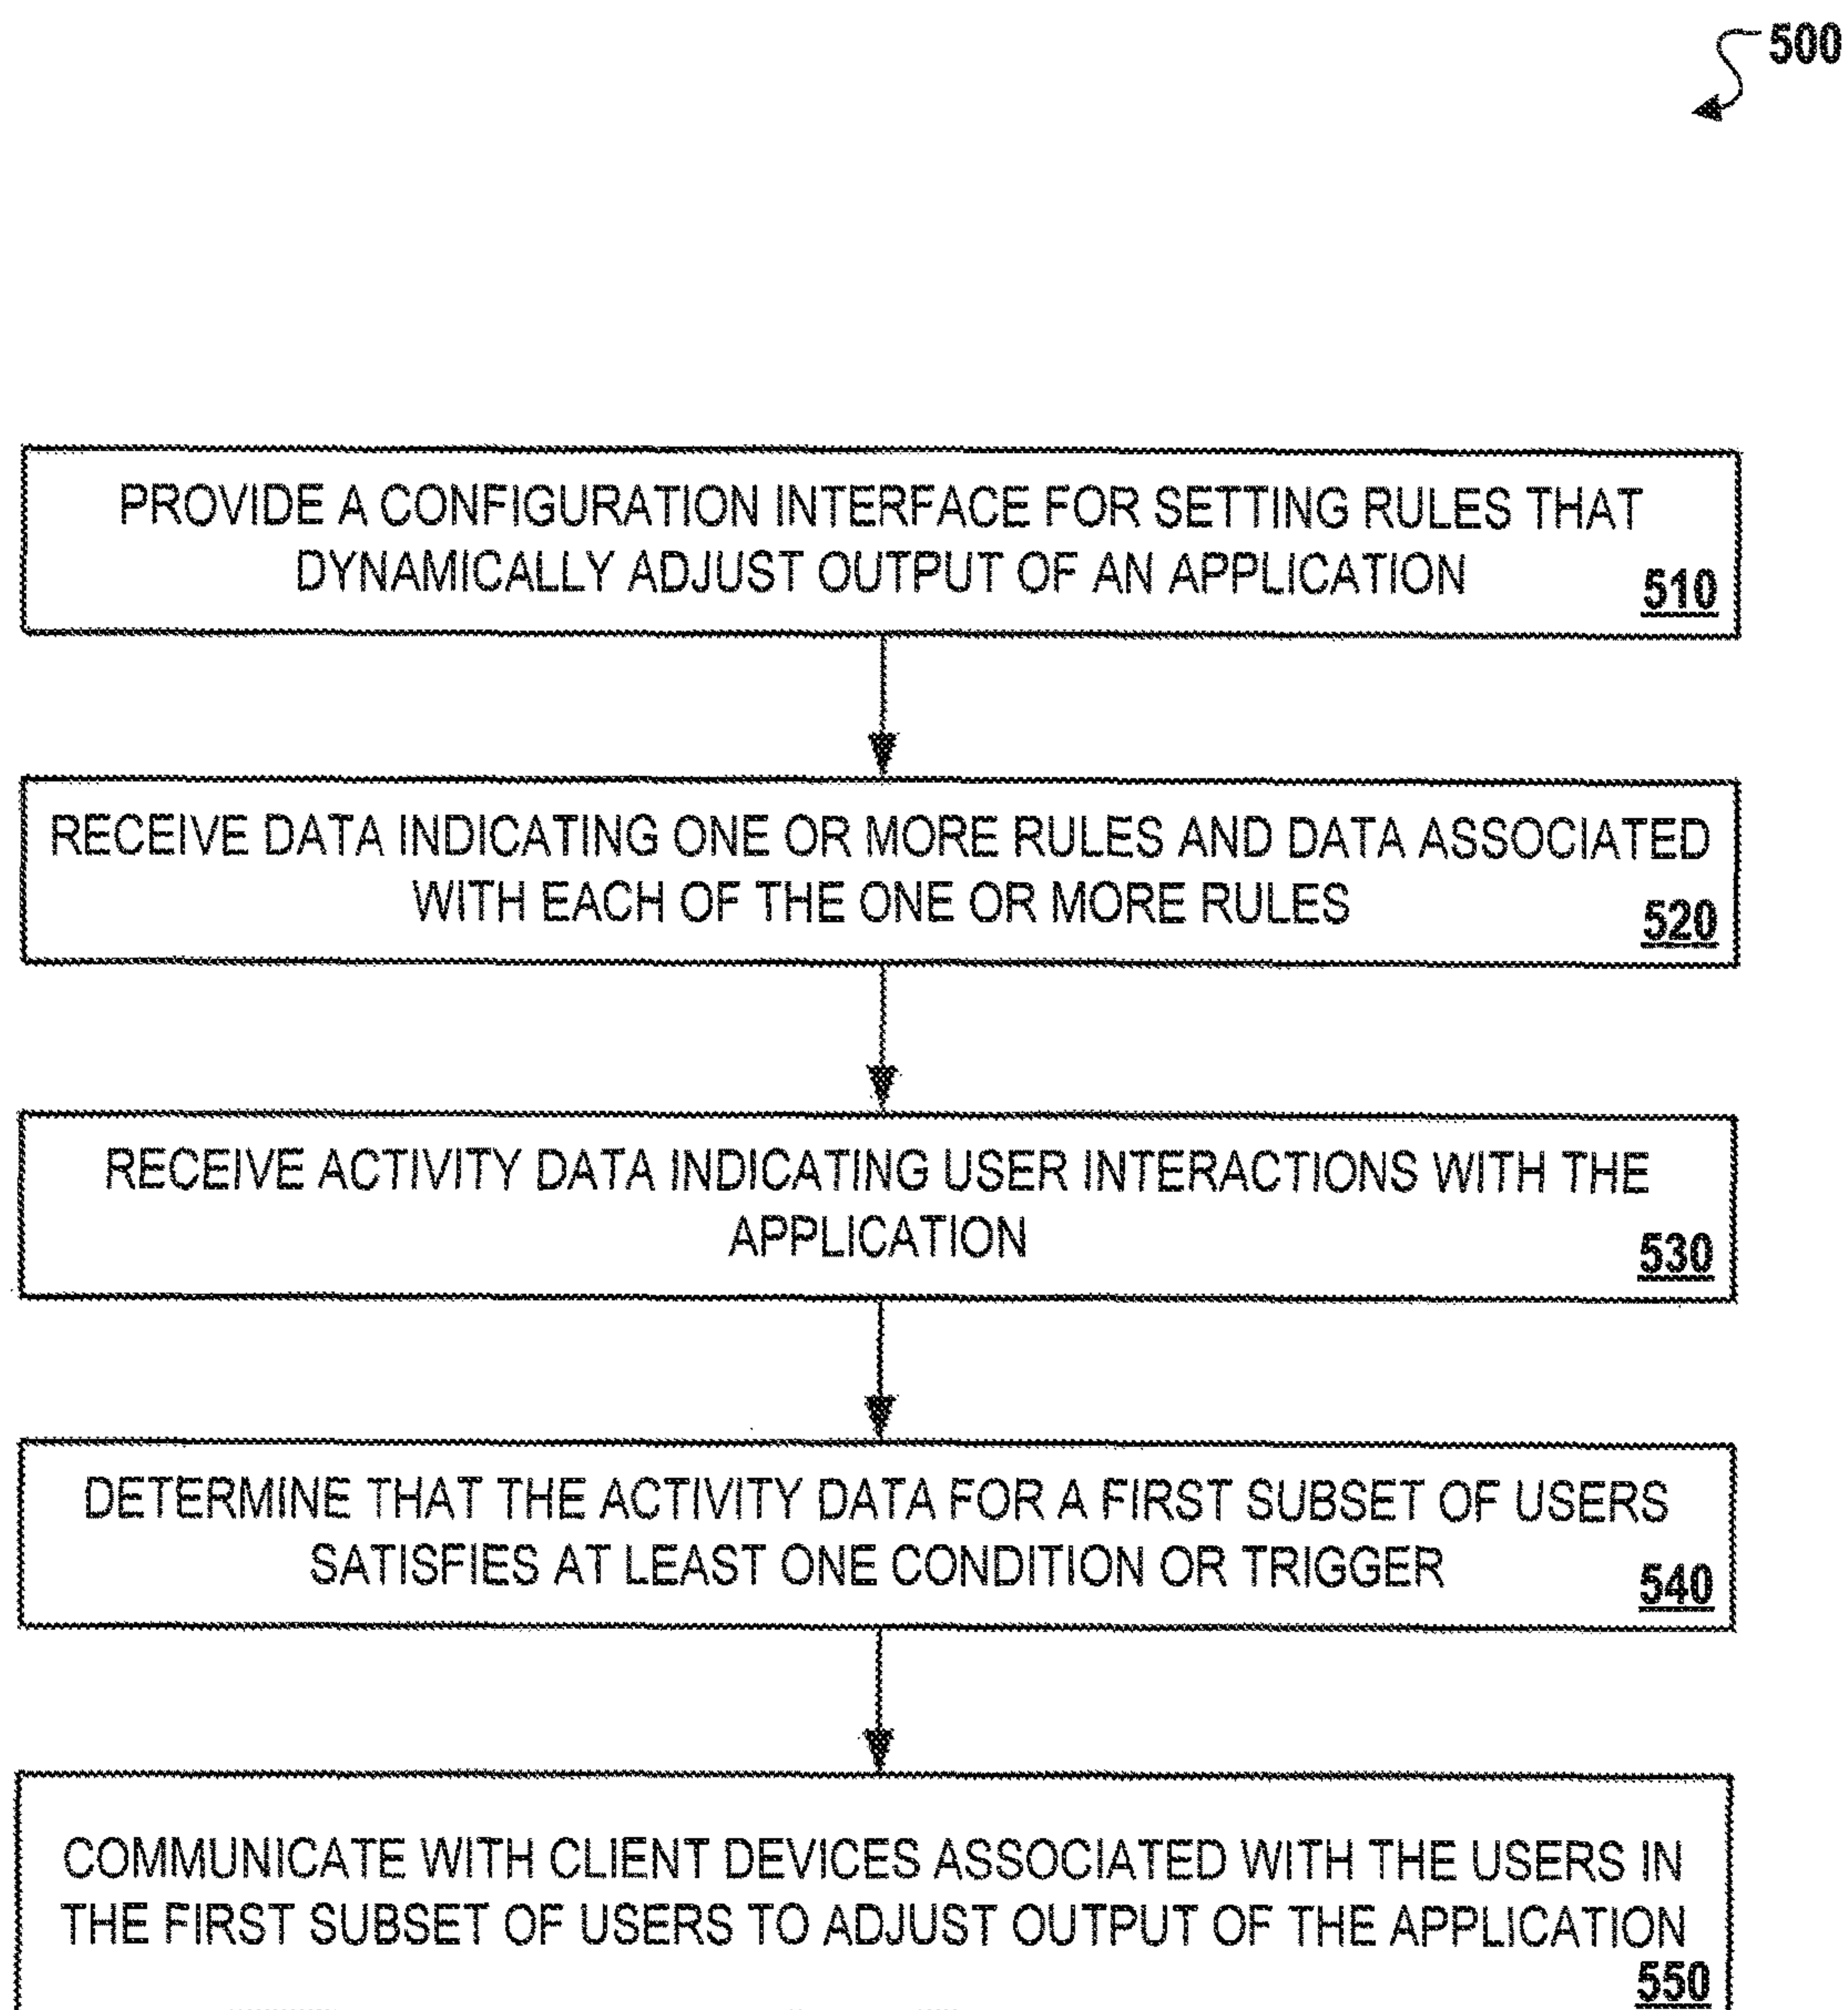 500
PROVIDE A CONFIGURATION INTERFACE FOR SETTING RULES THAT
DYNAMICALLY ADJUST OUTPUT OF AN APPLICATION
510
RECEIVE DATA INDICATING ONE OR MORE RULES AND DATA ASSOCIATED
WITH EACH OF THE ONE OR MORE RULES
520
RECEIVE ACTIVITY DATA INDICATING USER INTERACTIONS WITH THE
APPLICATION
530
DETERMINE THAT THE ACTIVITY DATA FOR A FIRST SUBSET OF USERS
SATISFIES AT LEAST ONE CONDITION OR TRIGGER
540
COMMUNICATE WITH CLIENT DEVICES ASSOCIATED WITH THE USERS IN
THE FIRST SUBSET OF USERS TO ADJUST OUTPUT OF THE APPLICATION
550